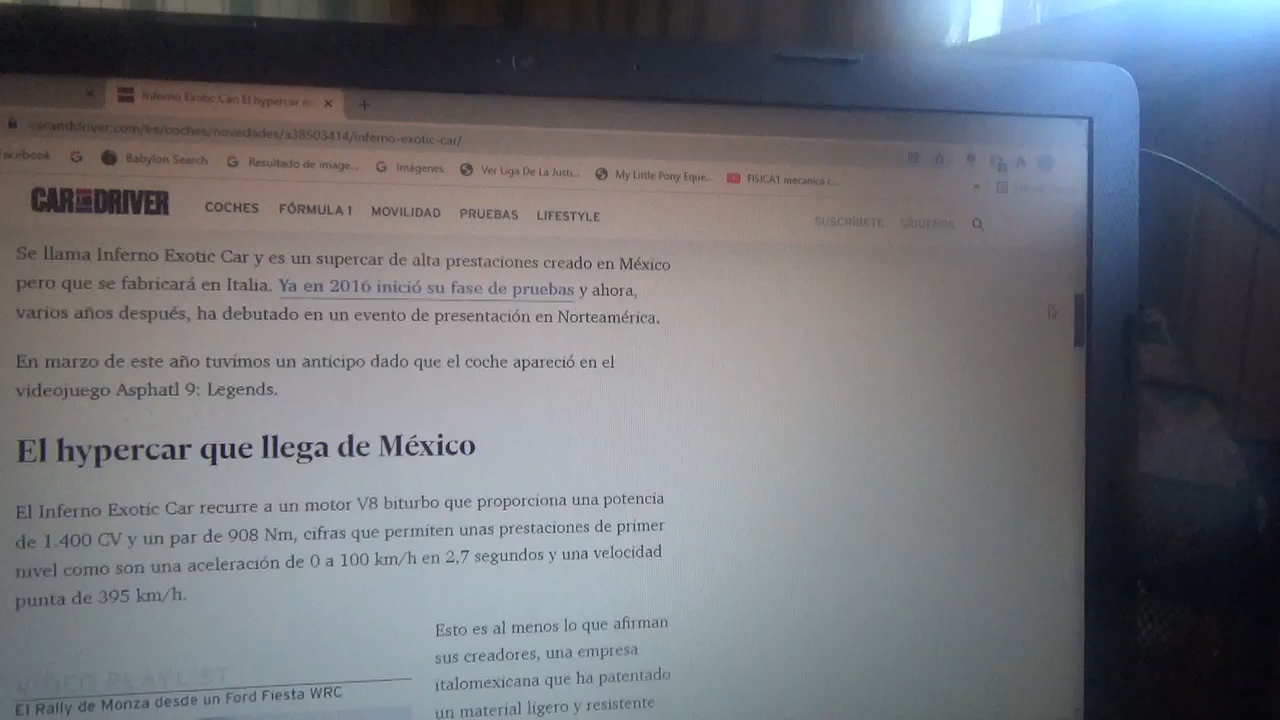 Inferno Exotic Car: El hypercar m
caranddriver.com/es/coches/novedades/a38503414/inferno-exotic-car/
acebook
Babylon Search
Resultado de image...
Imágenes
Ver Liga De La Justi...
My Little Pony Eque...
FISICA1 mecanica c...
CAR AND DRIVER
COCHES
FÓRMULA 1
MOVILIDAD
PRUEBAS
LIFESTYLE
SUSCRÍBETE
SÍGUENOS
Se llama Inferno Exotic Car y es un supercar de alta prestaciones creado en México
pero que se fabricará en Italia. Ya en 2016 inició su fase de pruebas y ahora,
varios años después, ha debutado en un evento de presentación en Norteamérica.
En marzo de este año tuvimos un anticipo dado que el coche apareció en el
videojuego Asphatl 9: Legends.
El hypercar que llega de México
El Inferno Exotic Car recurre a un motor V8 biturbo que proporciona una potencia
de 1.400 CV y un par de 908 Nm, cifras que permiten unas prestaciones de primer
nivel como son una aceleración de 0 a 100 km/h en 2,7 segundos y una velocidad
punta de 395 km/h.
VIDEO PLAYLIST
El Rally de Monza desde un Ford Fiesta WRC
Esto es al menos lo que afirman
sus creadores, una empresa
italomexicana que ha patentado
un material ligero y resistente